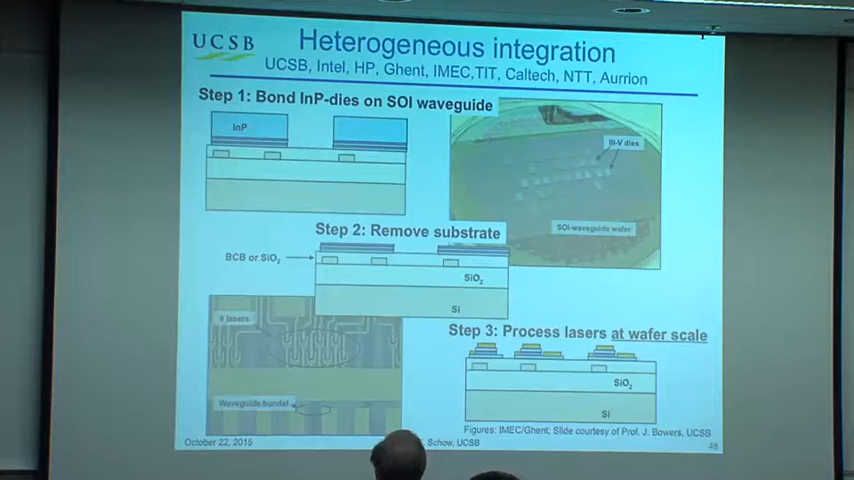 UCSB
Heterogeneous integration
UCSB, Intel, HP, Ghent, IMEC,TIT, Caltech, NTT, Aurrion
Step 1: Bond InP-dies on SOI waveguide
InP
III-V dies
SOI-waveguide wafer
Step 2: Remove substrate
BCB or SiO2
SiO2
Si
lasers
Waveguide bundal
Step 3: Process lasers at wafer scale
SiO2
Si
Figures: IMEC/Ghent; Slide courtesy of Prof. J. Bowers, UCSB
October 22, 2015
Schow, UCSB
48